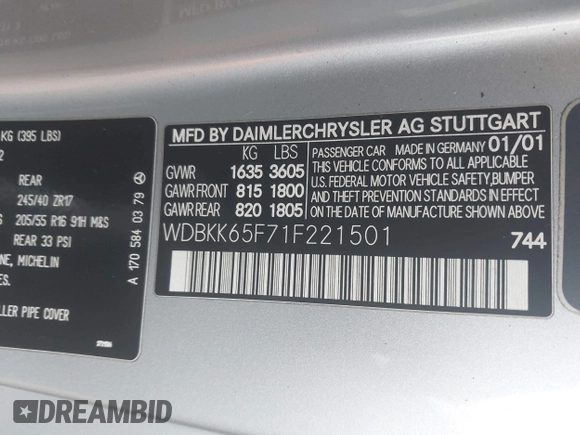 KG (395 LBS)
REAR
245/40 ZR17
205/55 R16 91H M&S
REAR 33 PSI
NE, MICHELIN
ES.
LLER PIPE COVER
A 170 584 03 79
MFD BY DAIMLERCHRYSLER AG STUTTGART
KG LBS
GVWR 1635 3605
GAWR FRONT 815 1800
GAWR REAR 820 1805
PASSENGER CAR MADE IN GERMANY 01/01
THIS VEHICLE CONFORMS TO ALL APPLICABLE
U.S. FEDERAL MOTOR VEHICLE SAFETY, BUMPER
AND THEFT PREVENTION STANDARDS IN
EFFECT ON THE DATE OF MANUFACTURE
SHOWN ABOVE.
WDBKK65F71F221501
744
DREAMBID